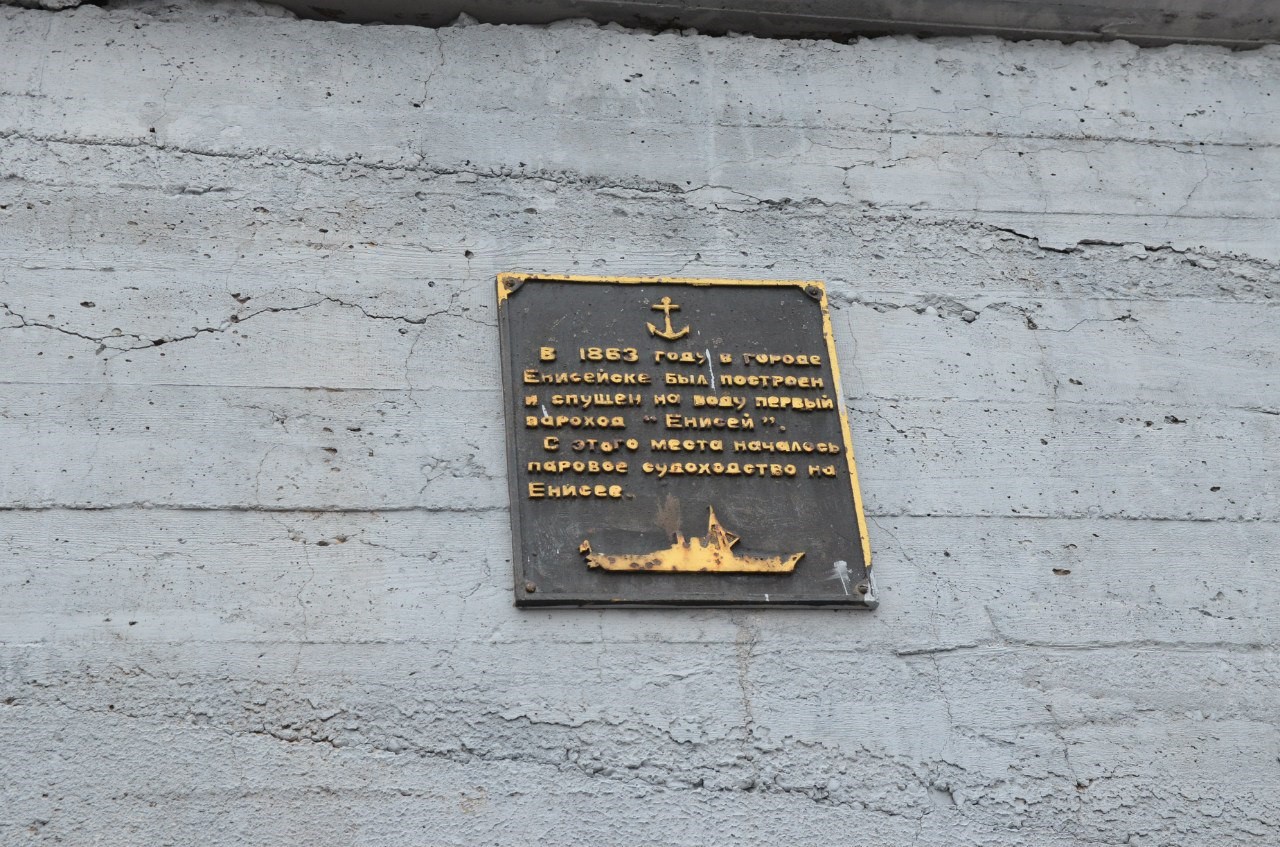 В 1863 году в городе
Енисейске был построен
и спущен на воду первый
пароход "Енисей".
С этого места началось
паровое судоходство на
Енисее.